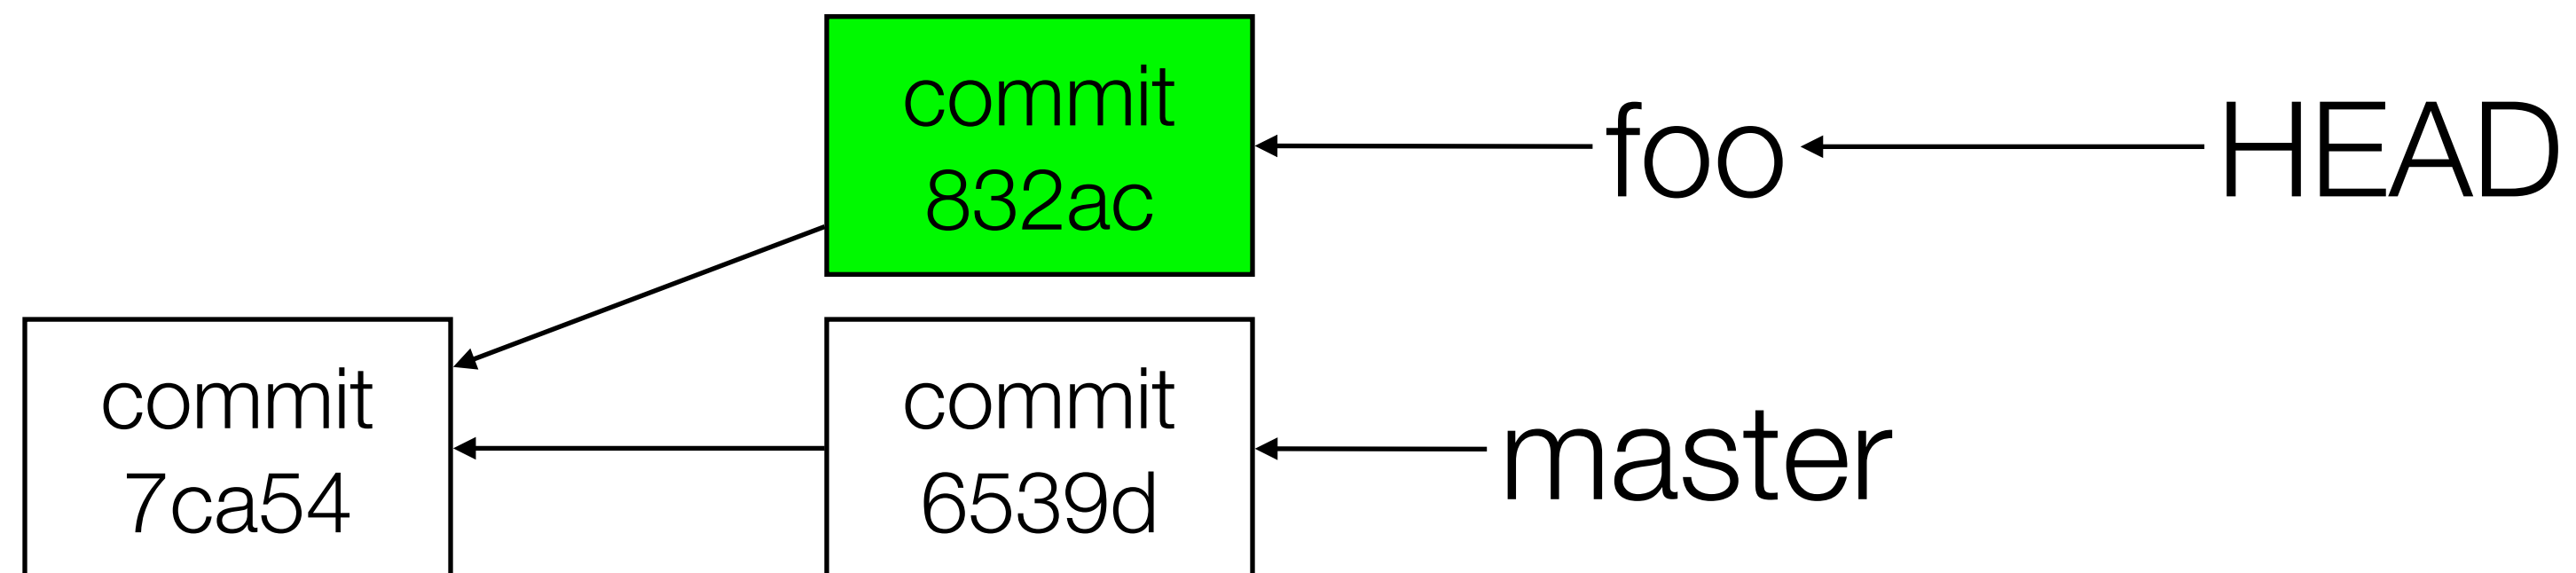 commit
832ac
foo
HEAD
commit
7ca54
commit
6539d
master